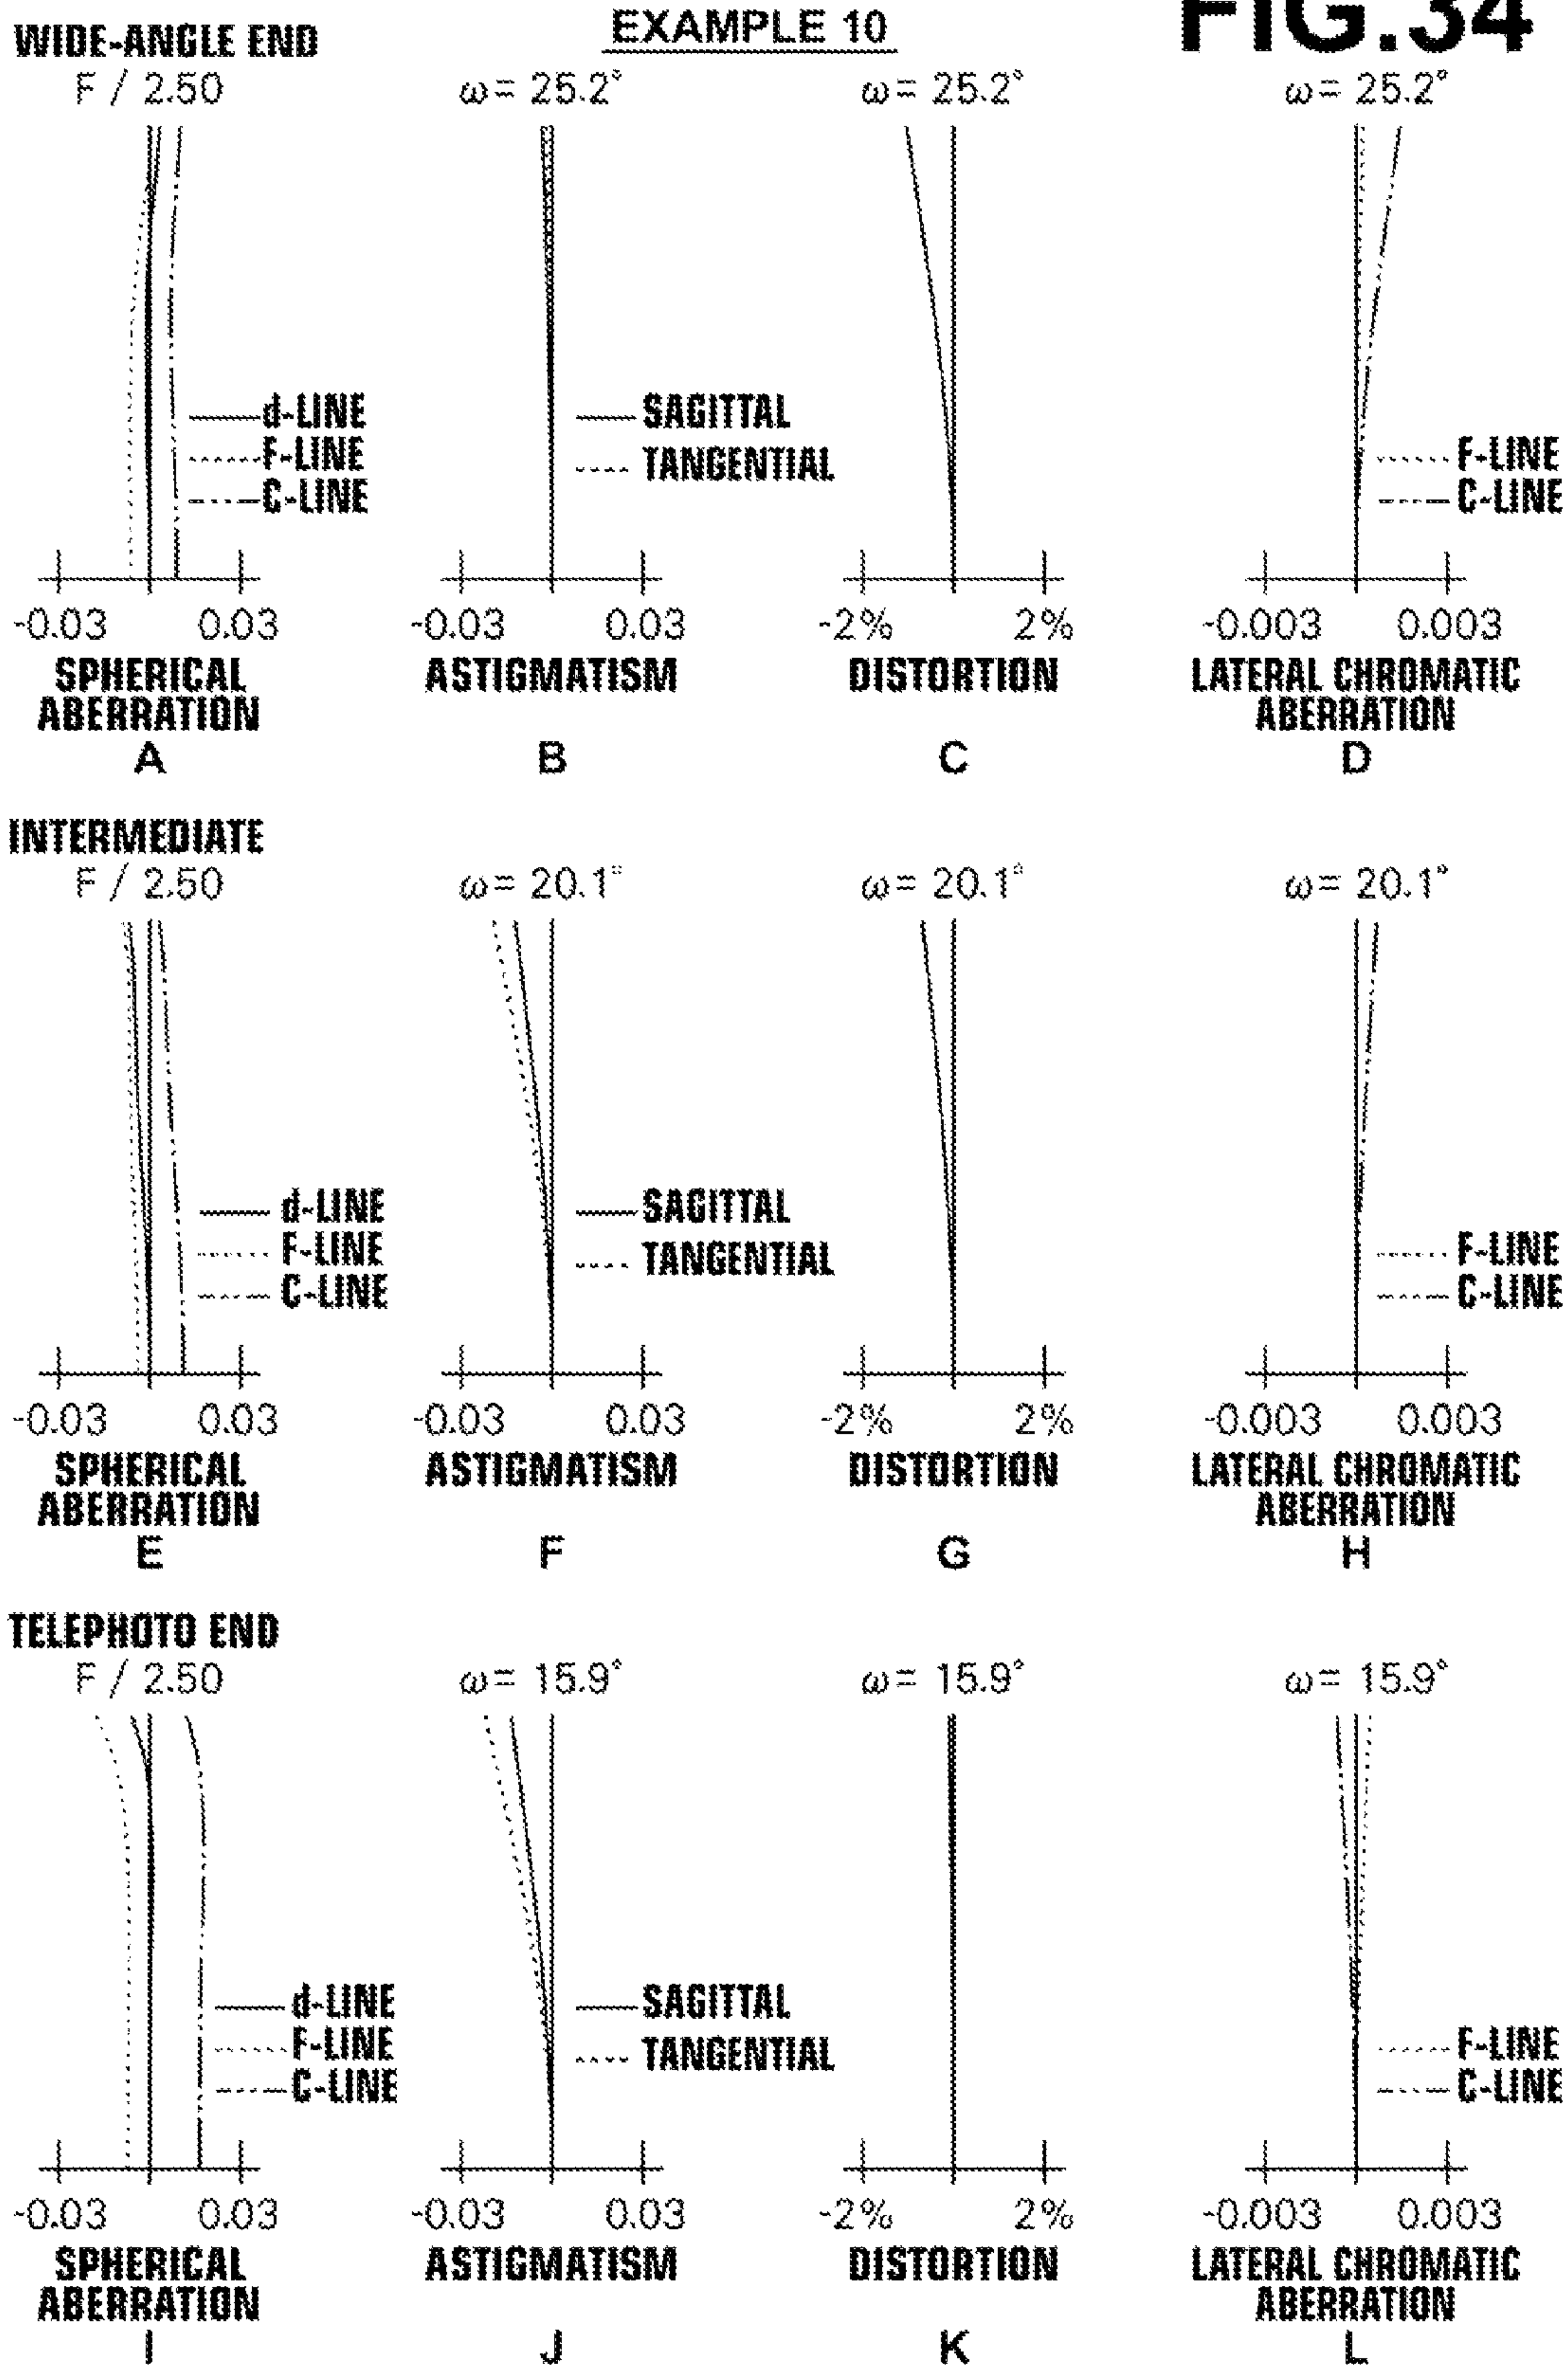 FIG.34
EXAMPLE 10
WIDE-ANGLE END
F / 2.50
ω= 25.2°
ω= 25.2°
ω= 25.2°
d-LINE
F-LINE
C-LINE
SAGITTAL
TANGENTIAL
F-LINE
C-LINE
-0.03 0.03
-0.03 0.03
-2% 2%
-0.003 0.003
SPHERICAL
ABERRATION
ASTIGMATISM
DISTORTION
LATERAL CHROMATIC
ABERRATION
A
B
C
D
INTERMEDIATE
F / 2.50
ω= 20.1°
ω= 20.1°
ω= 20.1°
d-LINE
F-LINE
C-LINE
SAGITTAL
TANGENTIAL
F-LINE
C-LINE
-0.03 0.03
-0.03 0.03
-2% 2%
-0.003 0.003
SPHERICAL
ABERRATION
ASTIGMATISM
DISTORTION
LATERAL CHROMATIC
ABERRATION
E
F
G
H
TELEPHOTO END
F / 2.50
ω= 15.9°
ω= 15.9°
ω= 15.9°
d-LINE
F-LINE
C-LINE
SAGITTAL
TANGENTIAL
F-LINE
C-LINE
-0.03 0.03
-0.03 0.03
-2% 2%
-0.003 0.003
SPHERICAL
ABERRATION
ASTIGMATISM
DISTORTION
LATERAL CHROMATIC
ABERRATION
I
J
K
L